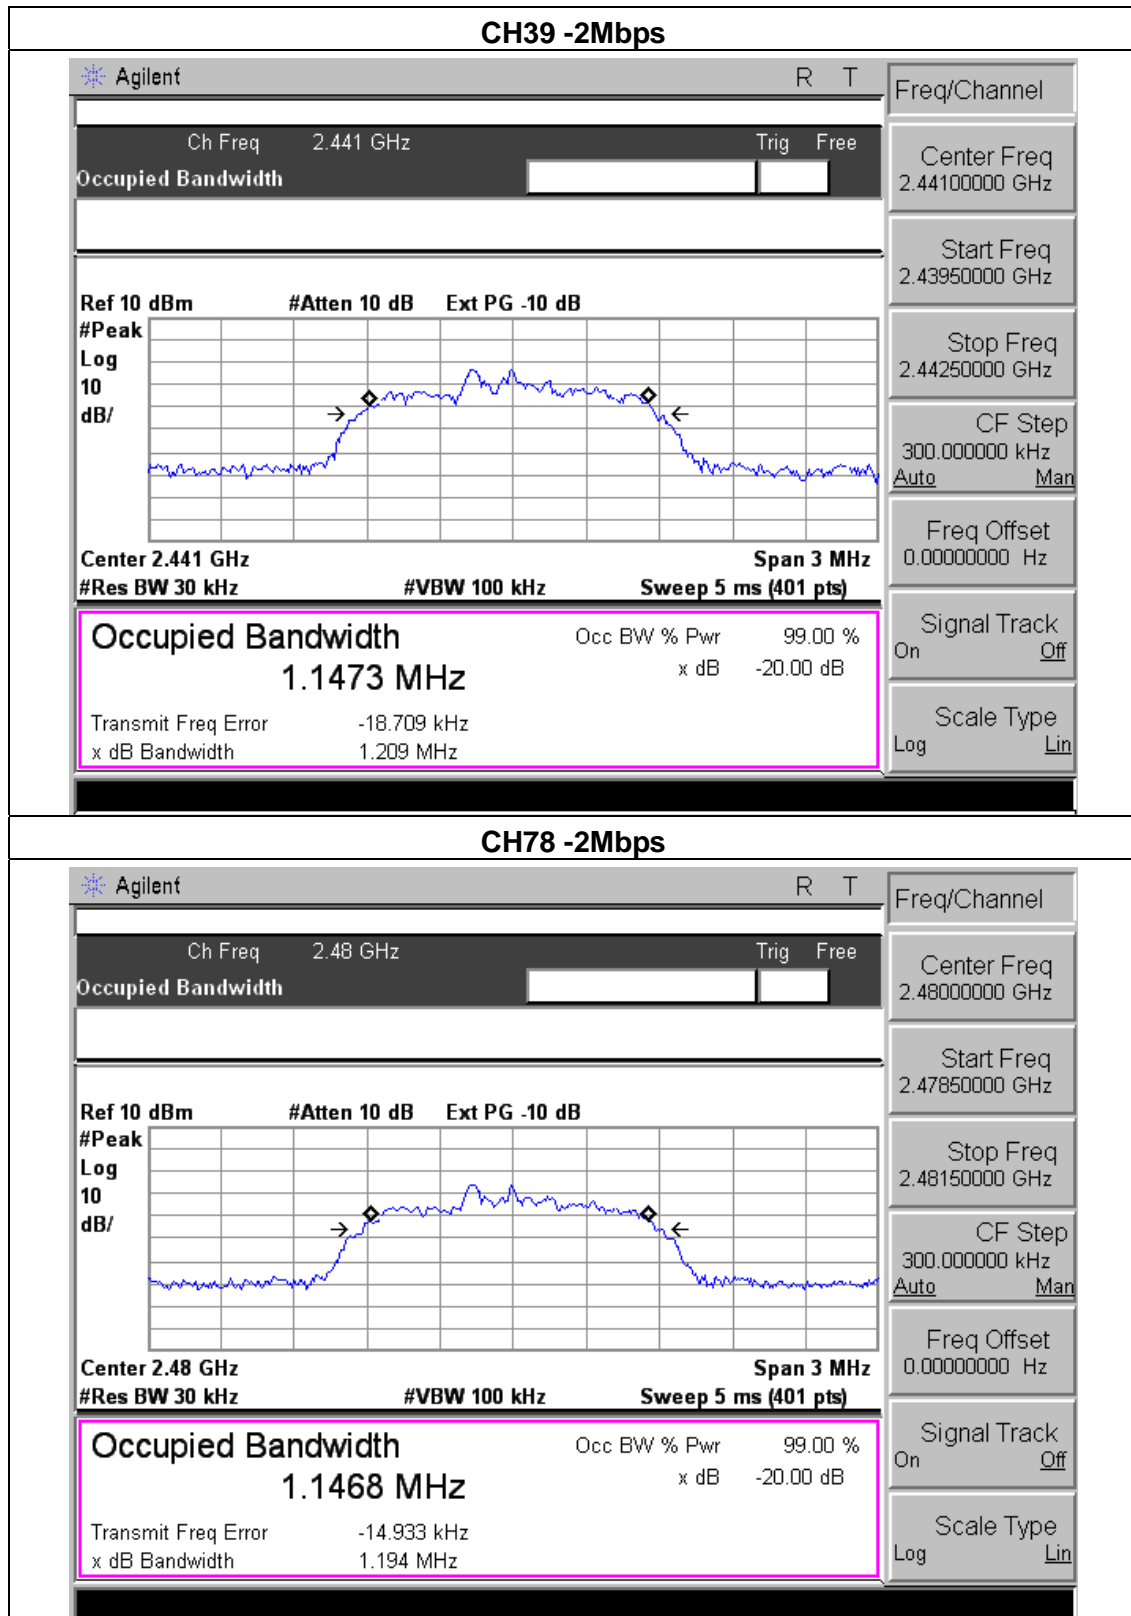 CH39 -2Mbps
Agilent R T
Freq/Channel
Ch Freq 2.441 GHz Trig Free
Occupied Bandwidth
Center Freq
2.44100000 GHz
Start Freq
2.43950000 GHz
Ref 10 dBm #Atten 10 dB Ext PG -10 dB
#Peak
Log
10
dB/
Stop Freq
2.44250000 GHz
CF Step
300.000000 kHz
Auto Man
Freq Offset
0.00000000 Hz
Center 2.441 GHz Span 3 MHz
#Res BW 30 kHz #VBW 100 kHz Sweep 5 ms (401 pts)
Occupied Bandwidth Occ BW % Pwr 99.00 %
1.1473 MHz x dB -20.00 dB
Transmit Freq Error -18.709 kHz
x dB Bandwidth 1.209 MHz
Signal Track
On Off
Scale Type
Log Lin
CH78 -2Mbps
Agilent R T
Freq/Channel
Ch Freq 2.48 GHz Trig Free
Occupied Bandwidth
Center Freq
2.48000000 GHz
Start Freq
2.47850000 GHz
Ref 10 dBm #Atten 10 dB Ext PG -10 dB
#Peak
Log
10
dB/
Stop Freq
2.48150000 GHz
CF Step
300.000000 kHz
Auto Man
Freq Offset
0.00000000 Hz
Center 2.48 GHz Span 3 MHz
#Res BW 30 kHz #VBW 100 kHz Sweep 5 ms (401 pts)
Occupied Bandwidth Occ BW % Pwr 99.00 %
1.1468 MHz x dB -20.00 dB
Transmit Freq Error -14.933 kHz
x dB Bandwidth 1.194 MHz
Signal Track
On Off
Scale Type
Log Lin